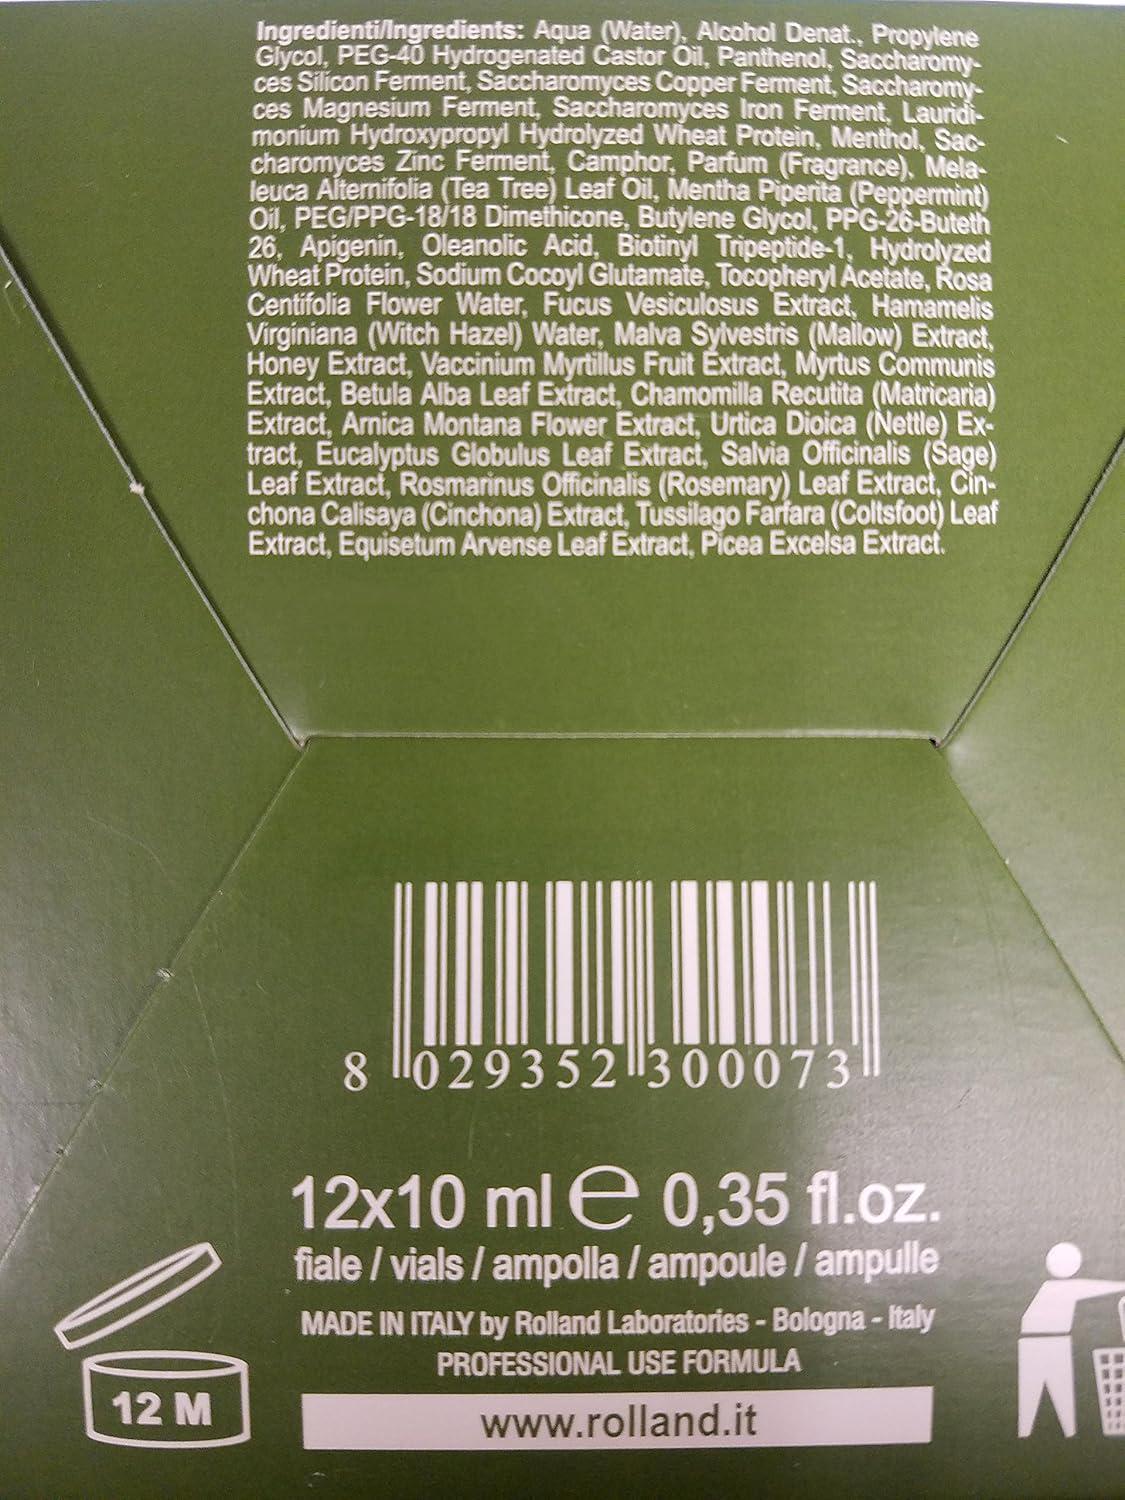 Ingredienti/Ingredients: Aqua (Water), Alcohol Denat., Propylene
Glycol, PEG-40 Hydrogenated Castor Oil, Panthenol, Saccharomy-
ces Silicon Ferment, Saccharomyces Copper Ferment, Saccharomy-
ces Magnesium Ferment, Saccharomyces Iron Ferment, Lauridi-
monium Hydroxypropyl Hydrolyzed Wheat Protein, Menthol, Sac-
charomyces Zinc Ferment, Camphor, Parfum (Fragrance), Mela-
leuca Alternifolia (Tea Tree) Leaf Oil, Mentha Piperita (Peppermint)
Oil, PEG/PPG-18/18 Dimethicone, Butylene Glycol, PPG-26-Buteth
26, Apigenin, Oleanolic Acid, Biotinyl Tripeptide-1, Hydrolyzed
Wheat Protein, Sodium Cocoyl Glutamate, Tocopheryl Acetate, Rosa
Centifolia Flower Water, Fucus Vesiculosus Extract, Hamamelis
Virginiana (Witch Hazel) Water, Malva Sylvestris (Mallow) Extract,
Honey Extract, Vaccinium Myrtillus Fruit Extract, Myrtus Communis
Extract, Betula Alba Leaf Extract, Chamomilla Recutita (Matricaria)
Extract, Arnica Montana Flower Extract, Urtica Dioica (Nettle) Ex-
tract, Eucalyptus Globulus Leaf Extract, Salvia Officinalis (Sage)
Leaf Extract, Rosmarinus Officinalis (Rosemary) Leaf Extract, Cin-
chona Calisaya (Cinchona) Extract, Tussilago Farfara (Coltsfoot) Leaf
Extract, Equisetum Arvense Leaf Extract, Picea Excelsa Extract.
8 029352 300073
12x10 ml ℮ 0,35 fl.oz.
fiale / vials / ampolla / ampoule / ampulle
MADE IN ITALY by Rolland Laboratories - Bologna - Italy
PROFESSIONAL USE FORMULA
12 M
www.rolland.it